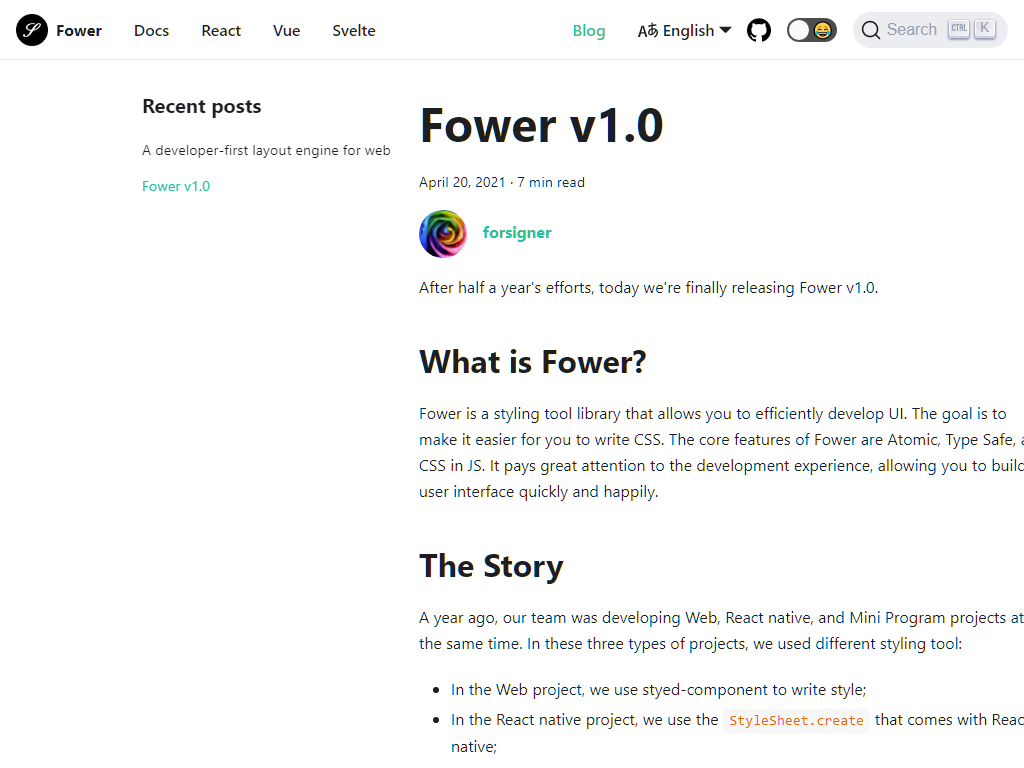 Fower
Docs
React
Vue
Svelte
Blog
English
Search
CTRL
K
Recent posts
A developer-first layout engine for web
Fower v1.0
Fower v1.0
April 20, 2021 · 7 min read
forsigner
After half a year's efforts, today we're finally releasing Fower v1.0.
What is Fower?
Fower is a styling tool library that allows you to efficiently develop UI. The goal is to
make it easier for you to write CSS. The core features of Fower are Atomic, Type Safe,
CSS in JS. It pays great attention to the development experience, allowing you to build
user interface quickly and happily.
The Story
A year ago, our team was developing Web, React native, and Mini Program projects at
the same time. In these three types of projects, we used different styling tool:
In the Web project, we use styed-component to write style;
In the React native project, we use the StyleSheet.create that comes with Reac
native;